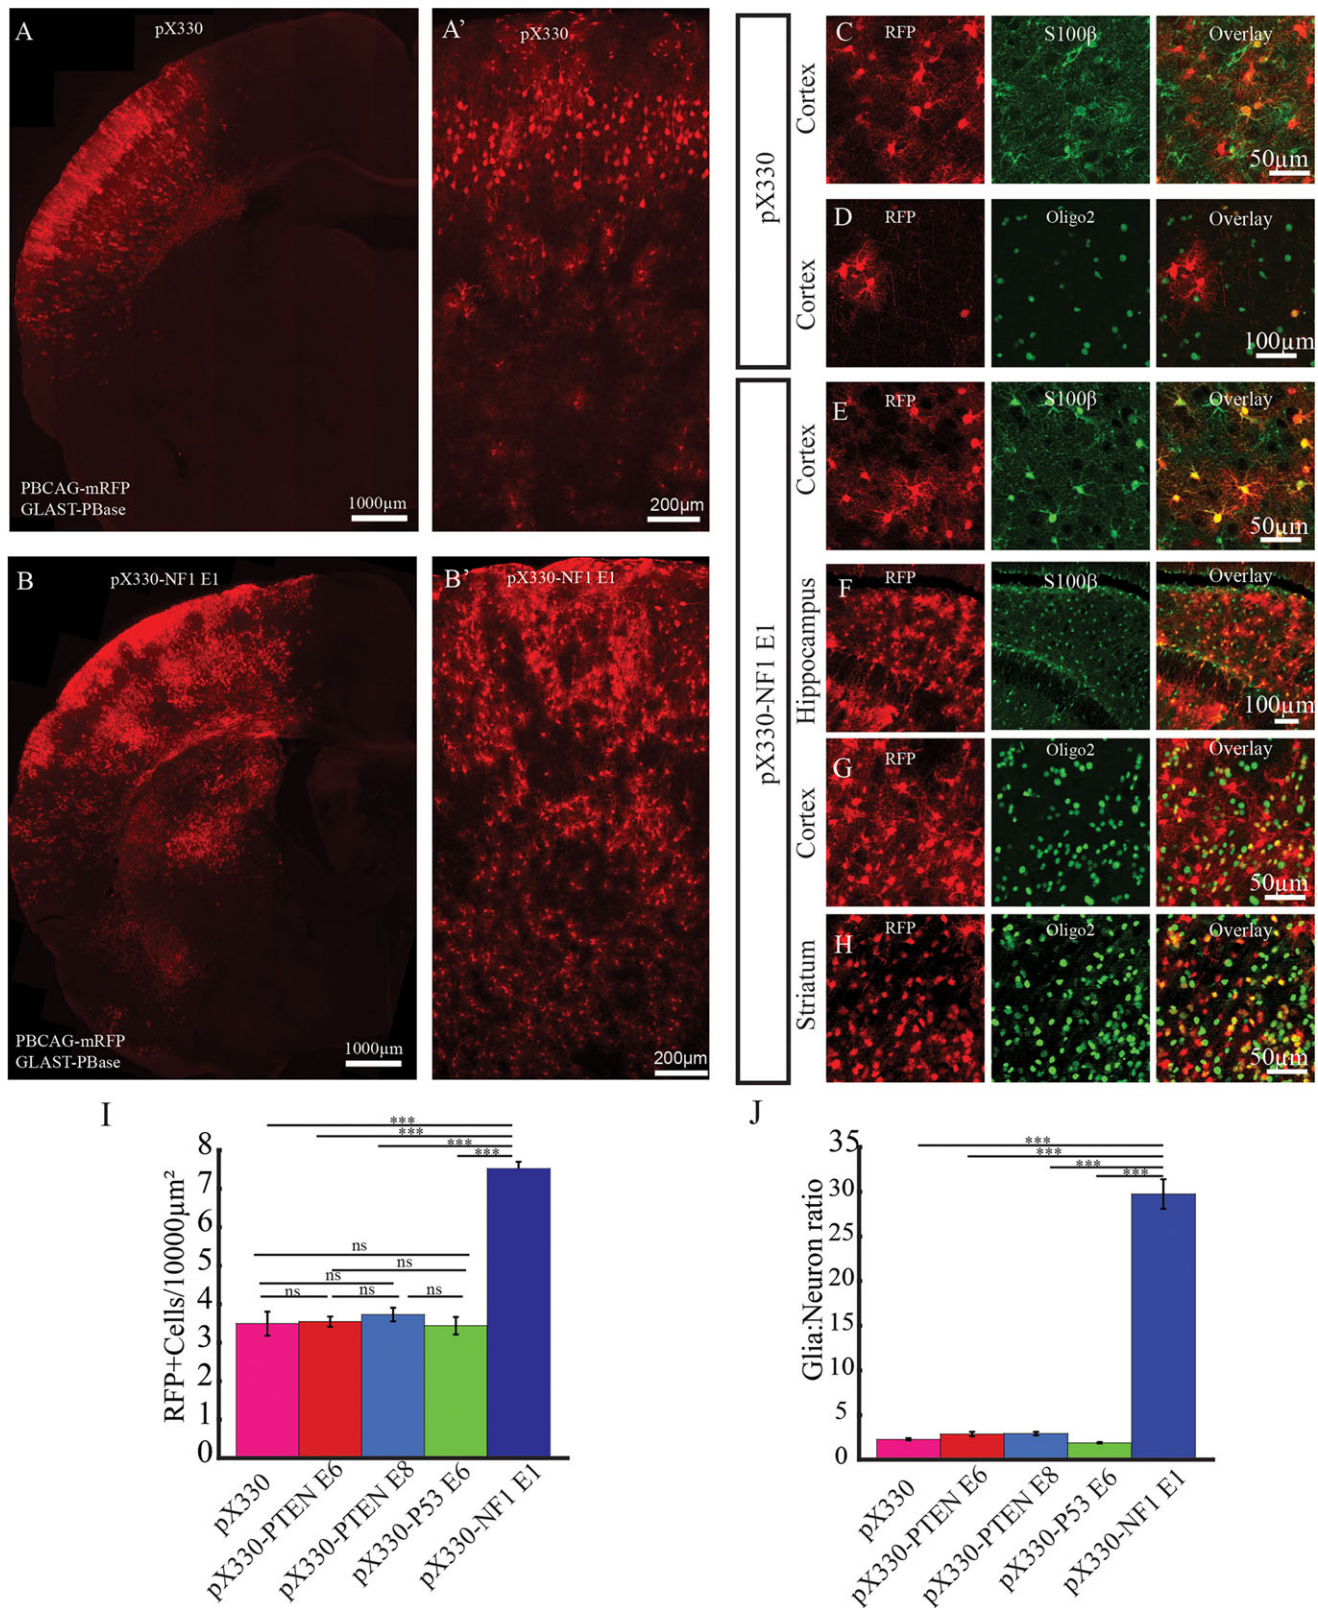 A
pX330
PBCAG-mRFP
GLAST-PBase
1000µm
A’
pX330
200µm
B
pX330-NF1 E1
PBCAG-mRFP
GLAST-PBase
1000µm
B’
pX330-NF1 E1
200µm
pX330
pX330-NF1 E1
Cortex
C
RFP
S100β
Overlay
50µm
Cortex
D
RFP
Oligo2
Overlay
100µm
Cortex
E
RFP
S100β
Overlay
50µm
Hippocampus
F
RFP
S100β
Overlay
100µm
Cortex
G
RFP
Oligo2
Overlay
50µm
Striatum
H
RFP
Oligo2
Overlay
50µm
I
RFP+Cells/10000µm²
8
7
6
5
4
3
2
1
0
***
***
***
***
ns
ns
ns
ns
ns
ns
pX330
pX330-PTEN E6
pX330-PTEN E8
pX330-P53 E6
pX330-NF1 E1
J
Glia:Neuron ratio
35
30
25
20
15
10
5
0
***
***
***
***
pX330
pX330-PTEN E6
pX330-PTEN E8
pX330-P53 E6
pX330-NF1 E1